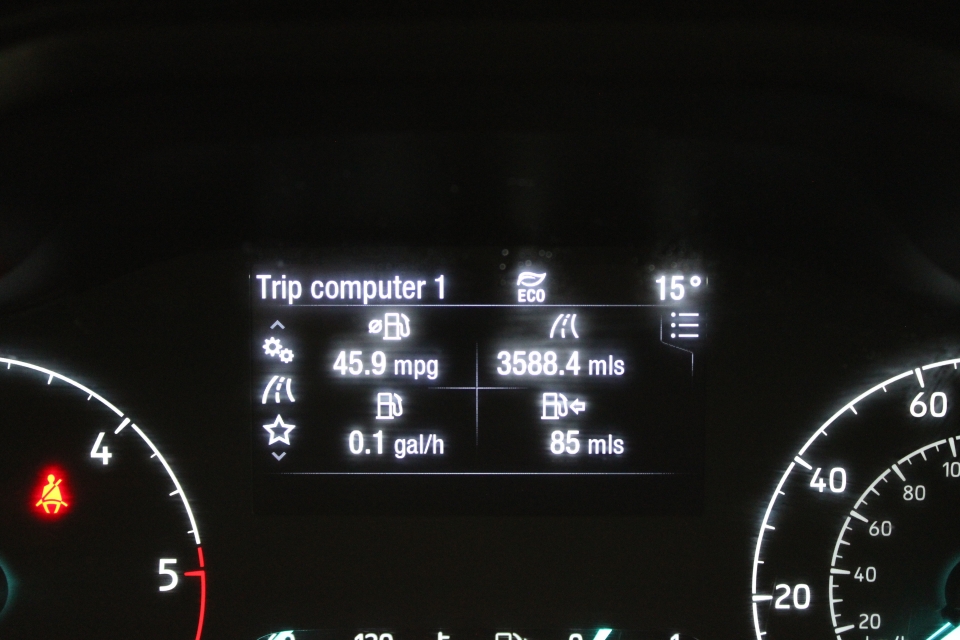 Trip computer 1
ECO
15°
45.9 mpg
3588.4 mls
0.1 gal/h
85 mls
4
5
60
40
20
80
60
40
20